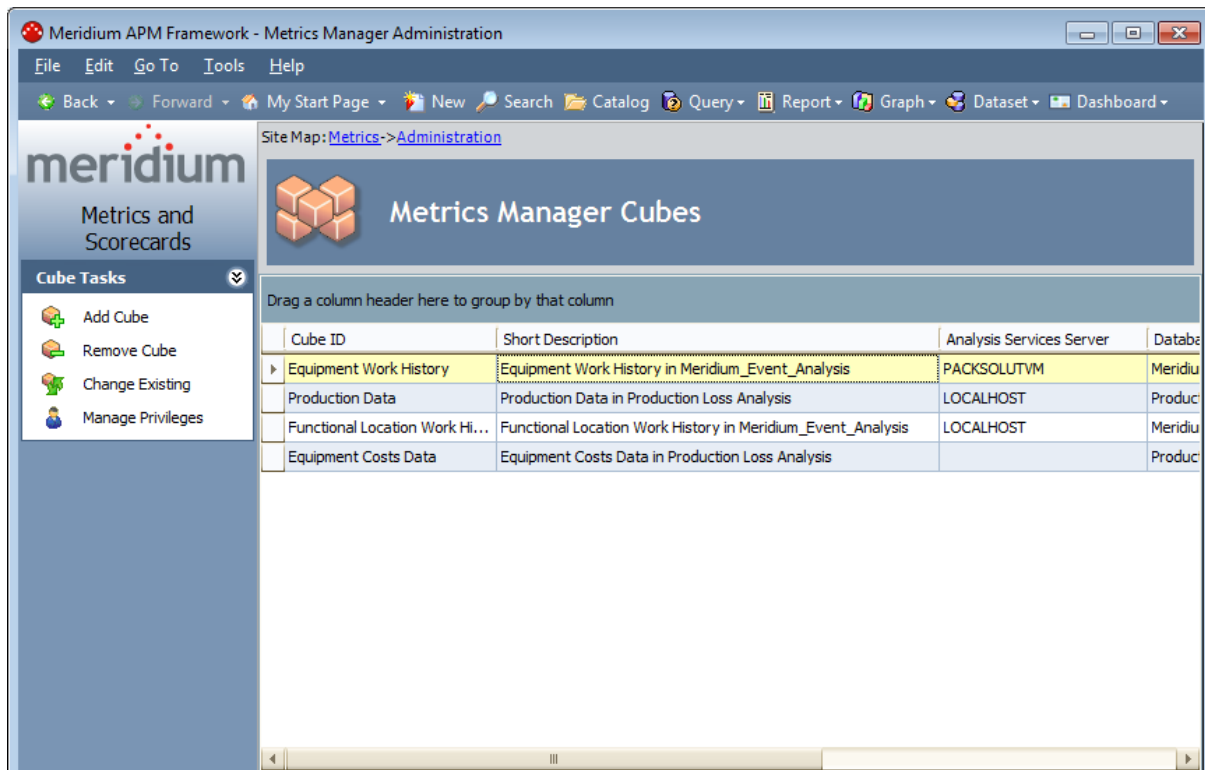 Meridium APM Framework - Metrics Manager Administration
File Edit Go To Tools Help
Back Forward My Start Page New Search Catalog Query Report Graph Dataset Dashboard
Site Map: Metrics->Administration
meridium
Metrics and
Scorecards
Metrics Manager Cubes
Cube Tasks
Add Cube
Remove Cube
Change Existing
Manage Privileges
Drag a column header here to group by that column
Cube ID Short Description Analysis Services Server Databa
Equipment Work History Equipment Work History in Meridium_Event_Analysis PACKSOLUTVM Meridiu
Production Data Production Data in Production Loss Analysis LOCALHOST Produc
Functional Location Work Hi... Functional Location Work History in Meridium_Event_Analysis LOCALHOST Meridiu
Equipment Costs Data Equipment Costs Data in Production Loss Analysis Produc